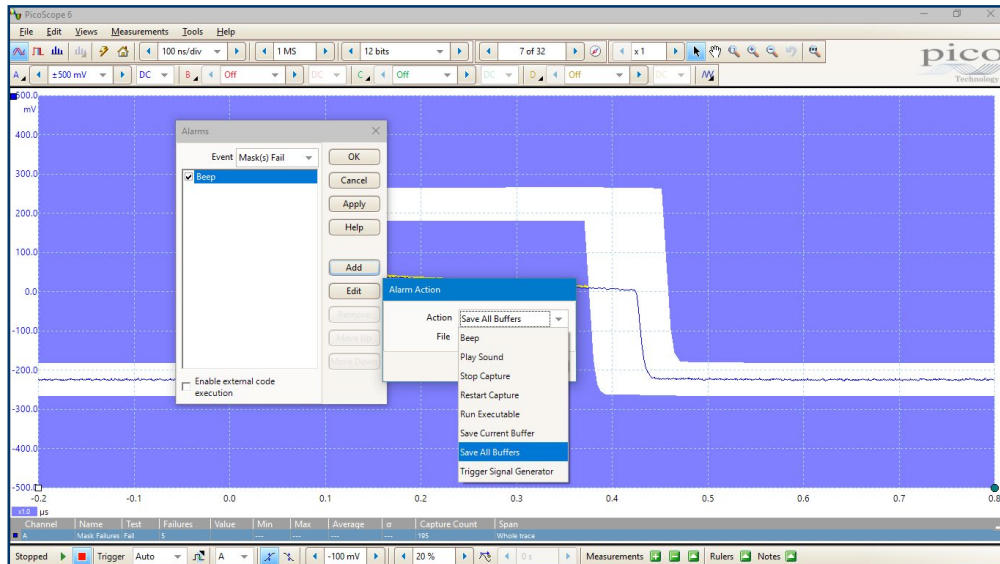 PicoScope 6
File Edit Views Measurements Tools Help
100 ns/div 1 MS 12 bits 7 of 32 x 1
pico
Technology
A ±500 mV DC B Off DC C Off DC D Off DC
500.0
mV
400.0
300.0
200.0
100.0
0.0
-100.0
-200.0
-300.0
-400.0
-500.0
Alarms
Event Mask(s) Fail OK
Beep
Cancel
Apply
Help
Add
Edit
Remove
Move Up
Move Down
Enable external code
execution
Alarm Action
Action Save All Buffers
File Beep
Play Sound
Stop Capture
Restart Capture
Run Executable
Save Current Buffer
Save All Buffers
Trigger Signal Generator
-0.2 -0.1 0.0 0.1 0.2 0.3 0.4 0.5 0.6 0.7 0.8
x1.0 µs
Channel Name Test Failures Value Min Max Average σ Capture Count Span
A Mask Failures Fail 5 --- --- --- --- --- 195 Whole trace
Stopped Trigger Auto A -100 mV 20 % 0 s Measurements Rulers Notes